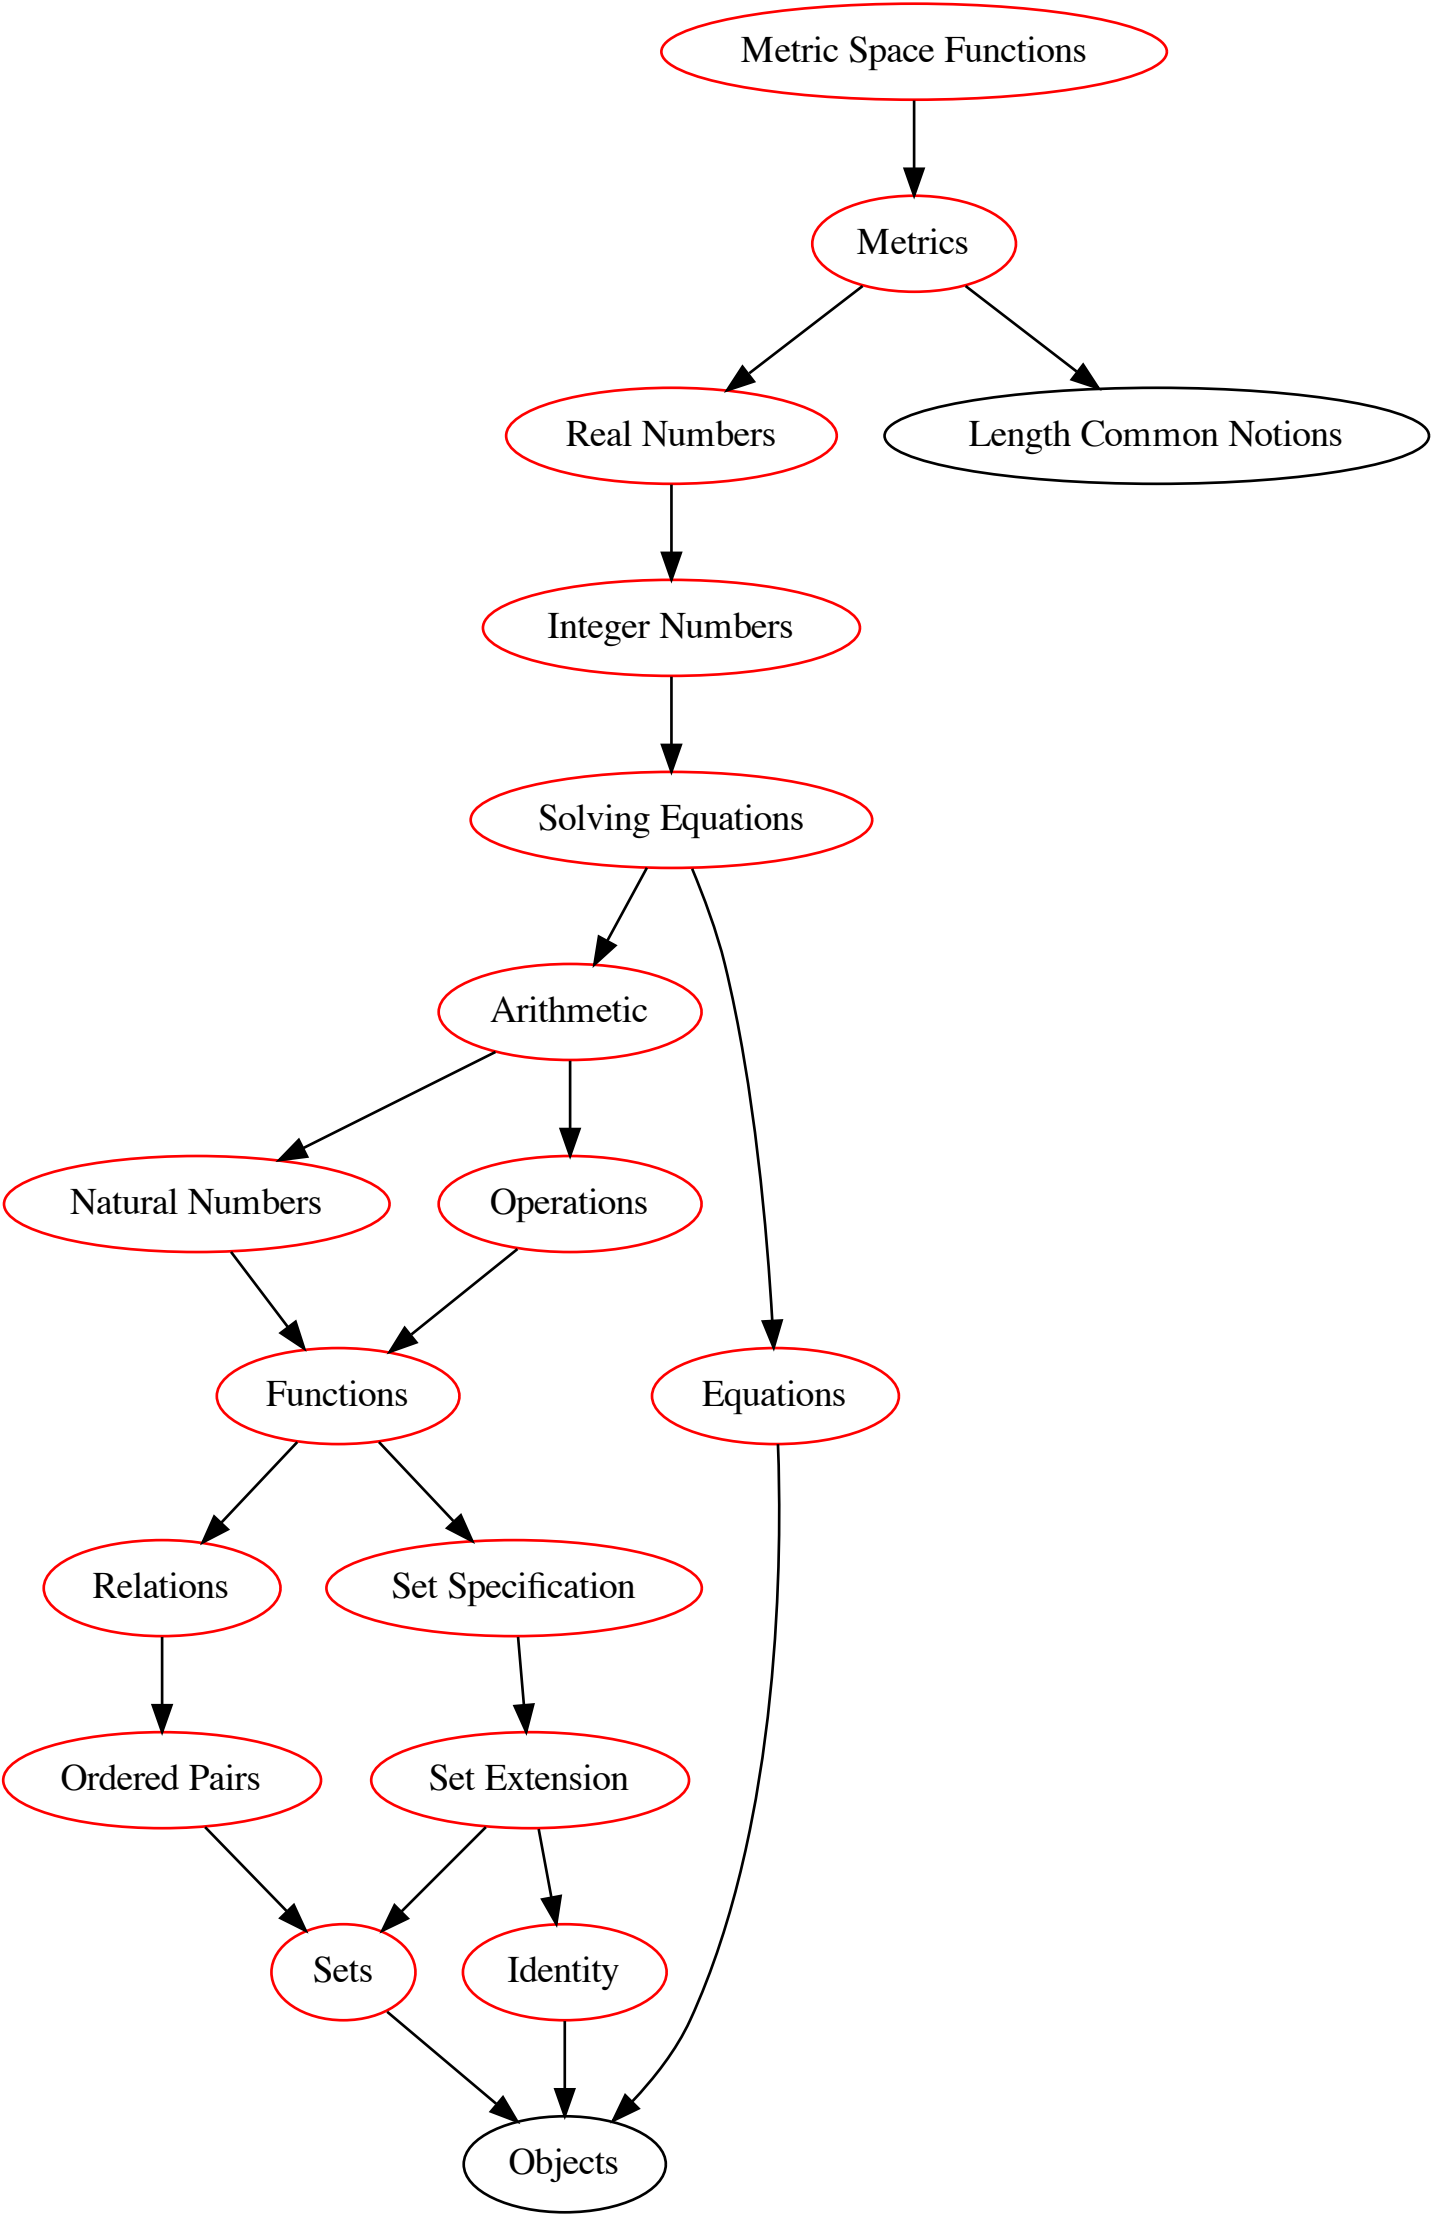 Metric Space Functions
Metrics
Real Numbers
Length Common Notions
Integer Numbers
Solving Equations
Arithmetic
Natural Numbers
Operations
Functions
Equations
Relations
Set Specification
Ordered Pairs
Set Extension
Sets
Identity
Objects